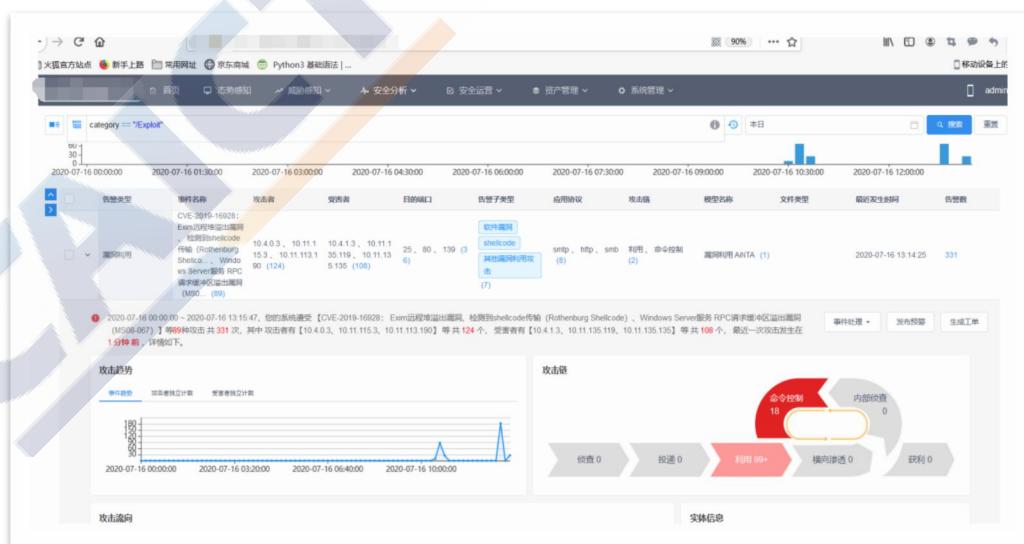 90%
火狐官方站点 新手上路 常用网址 京东商城 Python3 基础语法 | ...
移动设备上的
首页 态势感知 威胁感知 安全分析 安全运营 资产管理 系统管理 admin
category == "/Exploit" 本日 搜索 重置
60
30
0
2020-07-16 00:00:00 2020-07-16 01:30:00 2020-07-16 03:00:00 2020-07-16 04:30:00 2020-07-16 06:00:00 2020-07-16 07:30:00 2020-07-16 09:00:00 2020-07-16 10:30:00 2020-07-16 12:00:00
告警类型 事件名称 攻击者 受害者 目的端口 告警子类型 应用协议 攻击链 模型名称 文件类型 最近发生时间 告警数
漏洞利用
CVE-2019-16928：
Exim远程堆溢出漏洞
、检测到shellcode
传输（Rothenburg
Shellco...、Windo
ws Server服务 RPC
请求缓冲区溢出漏洞
(MS0... (89)
10.4.0.3 、 10.11.1
15.3 、 10.11.113.1
90 (124)
10.4.1.3 、 10.11.1
35.119 、 10.11.13
5.135 (108)
25 、 80 、 139 (3
6)
软件漏洞
shellcode
其他漏洞利用攻
击
(7)
smtp 、 http 、 smb
(8)
利用 、 命令控制
(2)
漏洞利用 AINTA (1)
2020-07-16 13:14:25
331
2020-07-16 00:00:00 ~ 2020-07-16 13:15:47，您的系统遭受【CVE-2019-16928： Exim远程堆溢出漏洞、检测到shellcode传输（Rothenburg Shellcode）、Windows Server服务 RPC请求缓冲区溢出漏洞
（MS08-067）】等89种攻击 共 331 次，其中 攻击者有【10.4.0.3、10.11.115.3、10.11.113.190】等 共 124 个，受害者有【10.4.1.3、10.11.135.119、10.11.135.135】等 共 108 个，最近一次攻击发生在
1 分钟 前，详情如下。
事件处理 发布预警 生成工单
攻击趋势
事件趋势 攻击者独立计数 受害者独立计数
180
150
120
90
60
30
2020-07-16 00:00:00 2020-07-16 03:20:00 2020-07-16 06:40:00 2020-07-16 10:00:00
攻击链
命令控制
18
内部侦查
0
侦查 0 投递 0 利用 99+ 横向渗透 0 获利 0
攻击流向 实体信息
CAICT